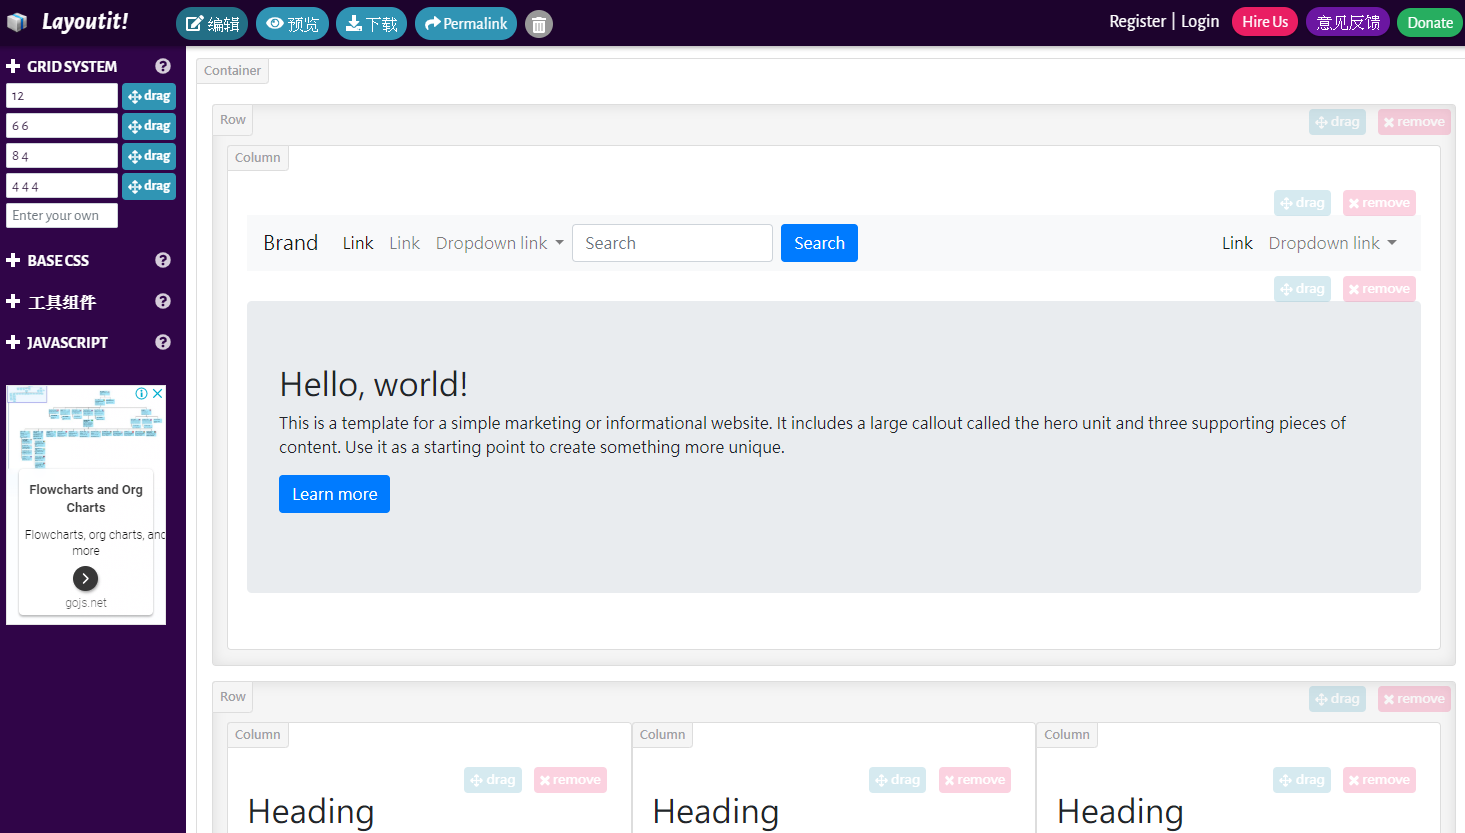 Layoutit!
编辑
预览
下载
Permalink
Register | Login
Hire Us
意见反馈
Donate
GRID SYSTEM
12
drag
6 6
drag
8 4
drag
4 4 4
drag
Enter your own
BASE CSS
工具组件
JAVASCRIPT
Flowcharts and Org
Charts
Flowcharts, org charts, and
more
gojs.net
Container
Row
drag
remove
Column
drag
remove
Brand
Link
Link
Dropdown link
Search
Search
Link
Dropdown link
drag
remove
Hello, world!
This is a template for a simple marketing or informational website. It includes a large callout called the hero unit and three supporting pieces of
content. Use it as a starting point to create something more unique.
Learn more
Row
drag
remove
Column
drag
remove
Heading
Column
drag
remove
Heading
Column
drag
remove
Heading